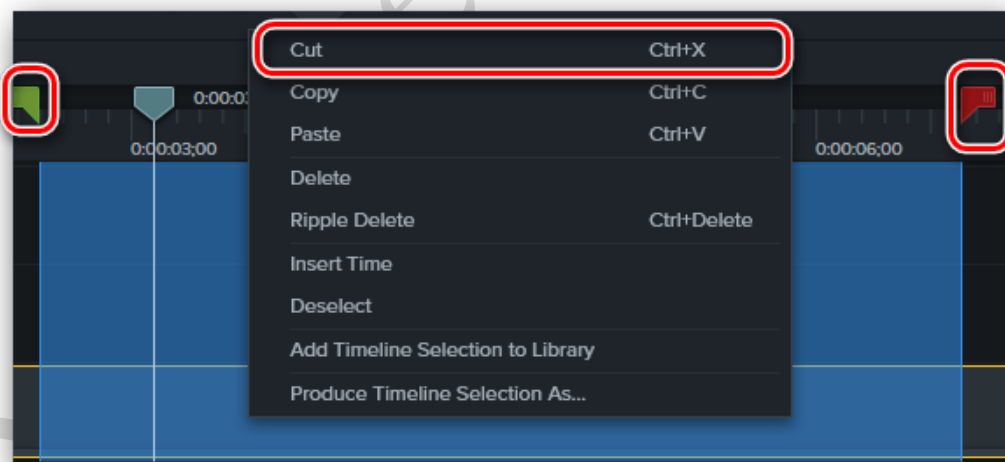 Cut Ctrl+X
0:00:03
Copy Ctrl+C
Paste Ctrl+V
0:00:03;00 0:00:06;00
Delete
Ripple Delete Ctrl+Delete
Insert Time
Deselect
Add Timeline Selection to Library
Produce Timeline Selection As...